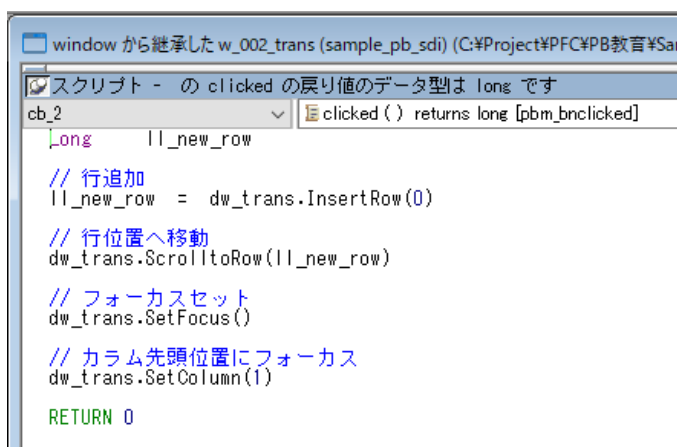 window から継承した w_002_trans (sample_pb_sdi) (C:¥Project¥PFC¥PB教育¥Sar
スクリプト - の clicked の戻り値のデータ型は long です
cb_2
clicked ( ) returns long [pbm_bnclicked]
Long ll_new_row
// 行追加
ll_new_row = dw_trans.InsertRow(0)
// 行位置へ移動
dw_trans.ScrolltoRow(ll_new_row)
// フォーカスセット
dw_trans.SetFocus()
// カラム先頭位置にフォーカス
dw_trans.SetColumn(1)
RETURN 0